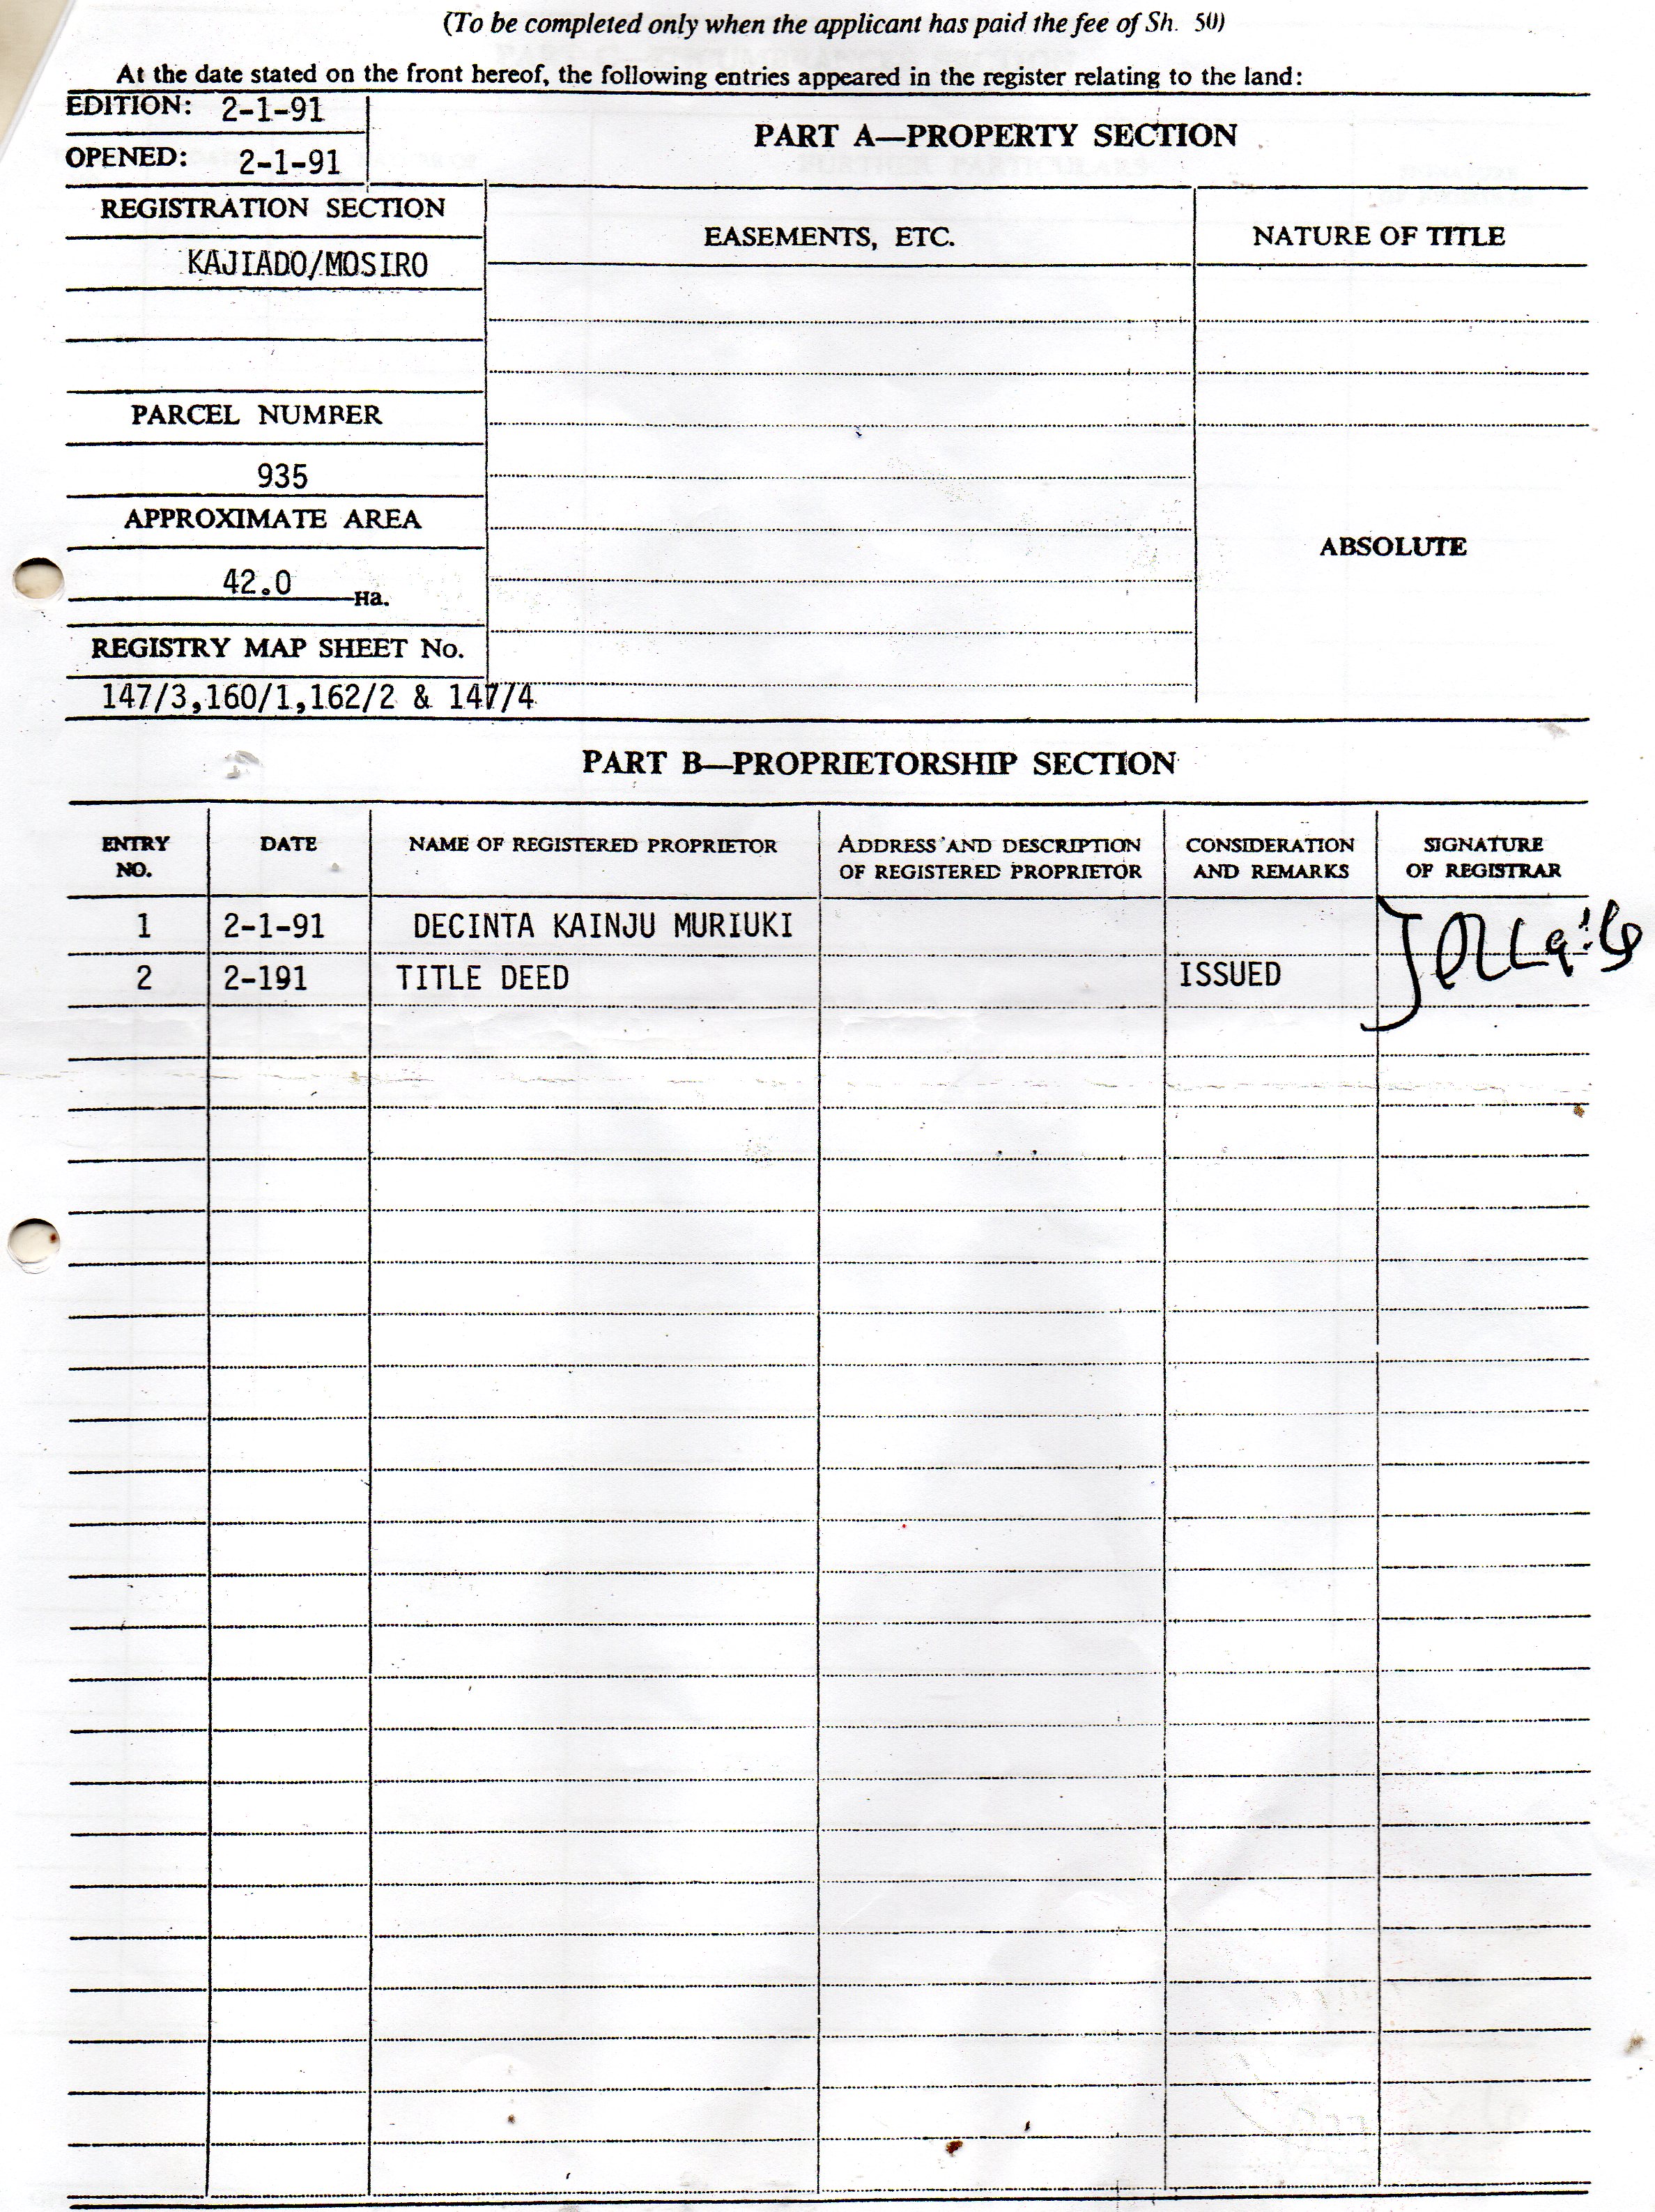 (To be completed only when the applicant has paid the fee of Sh. 50)
At the date stated on the front hereof, the following entries appeared in the register relating to the land:
EDITION: 2-1-91
OPENED: 2-1-91
PART A—PROPERTY SECTION
REGISTRATION SECTION
EASEMENTS, ETC.
NATURE OF TITLE
KAJIADO/MOSIRO
PARCEL NUMBER
935
APPROXIMATE AREA
ABSOLUTE
42.0 Ha.
REGISTRY MAP SHEET No.
147/3,160/1,162/2 & 147/4
PART B—PROPRIETORSHIP SECTION
ENTRY NO. DATE NAME OF REGISTERED PROPRIETOR ADDRESS AND DESCRIPTION OF REGISTERED PROPRIETOR CONSIDERATION AND REMARKS SIGNATURE OF REGISTRAR
1 2-1-91 DECINTA KAINJU MURIUKI
2 2-191 TITLE DEED ISSUED